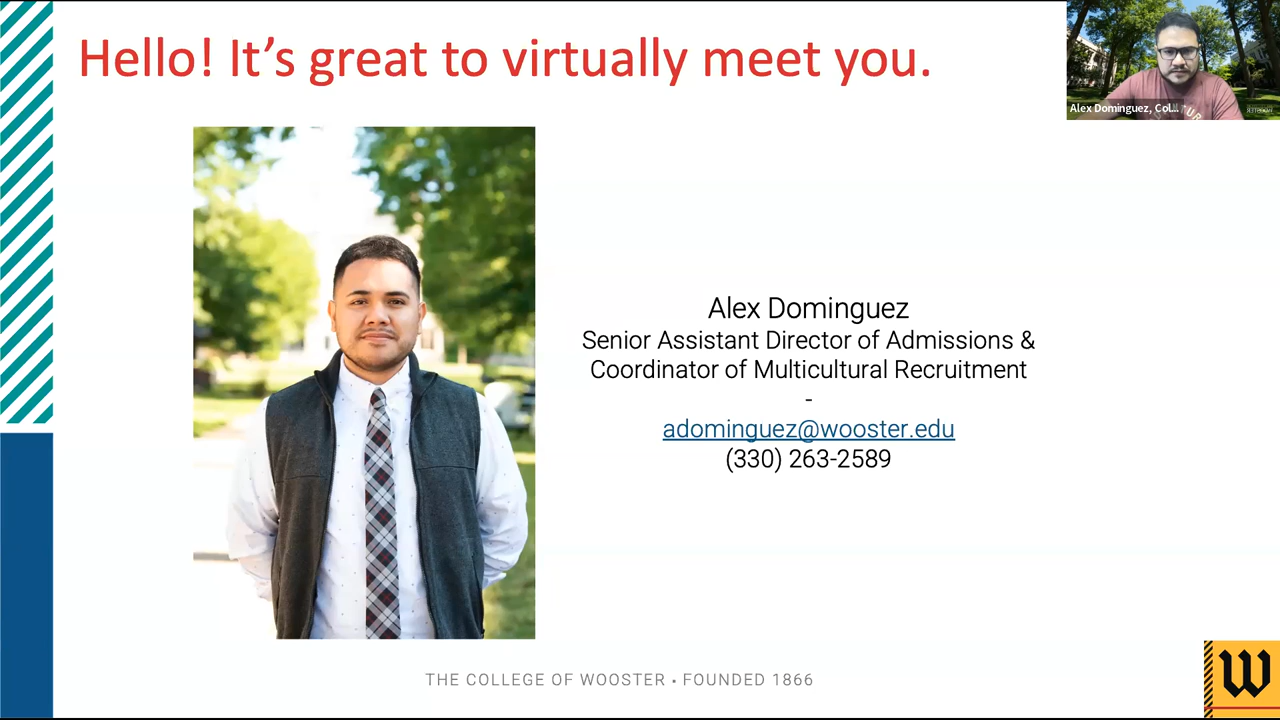 Hello! It’s great to virtually meet you.
Alex Dominguez, Col...
Alex Dominguez
Senior Assistant Director of Admissions &
Coordinator of Multicultural Recruitment
-
adominguez@wooster.edu
(330) 263-2589
THE COLLEGE OF WOOSTER • FOUNDED 1866
W